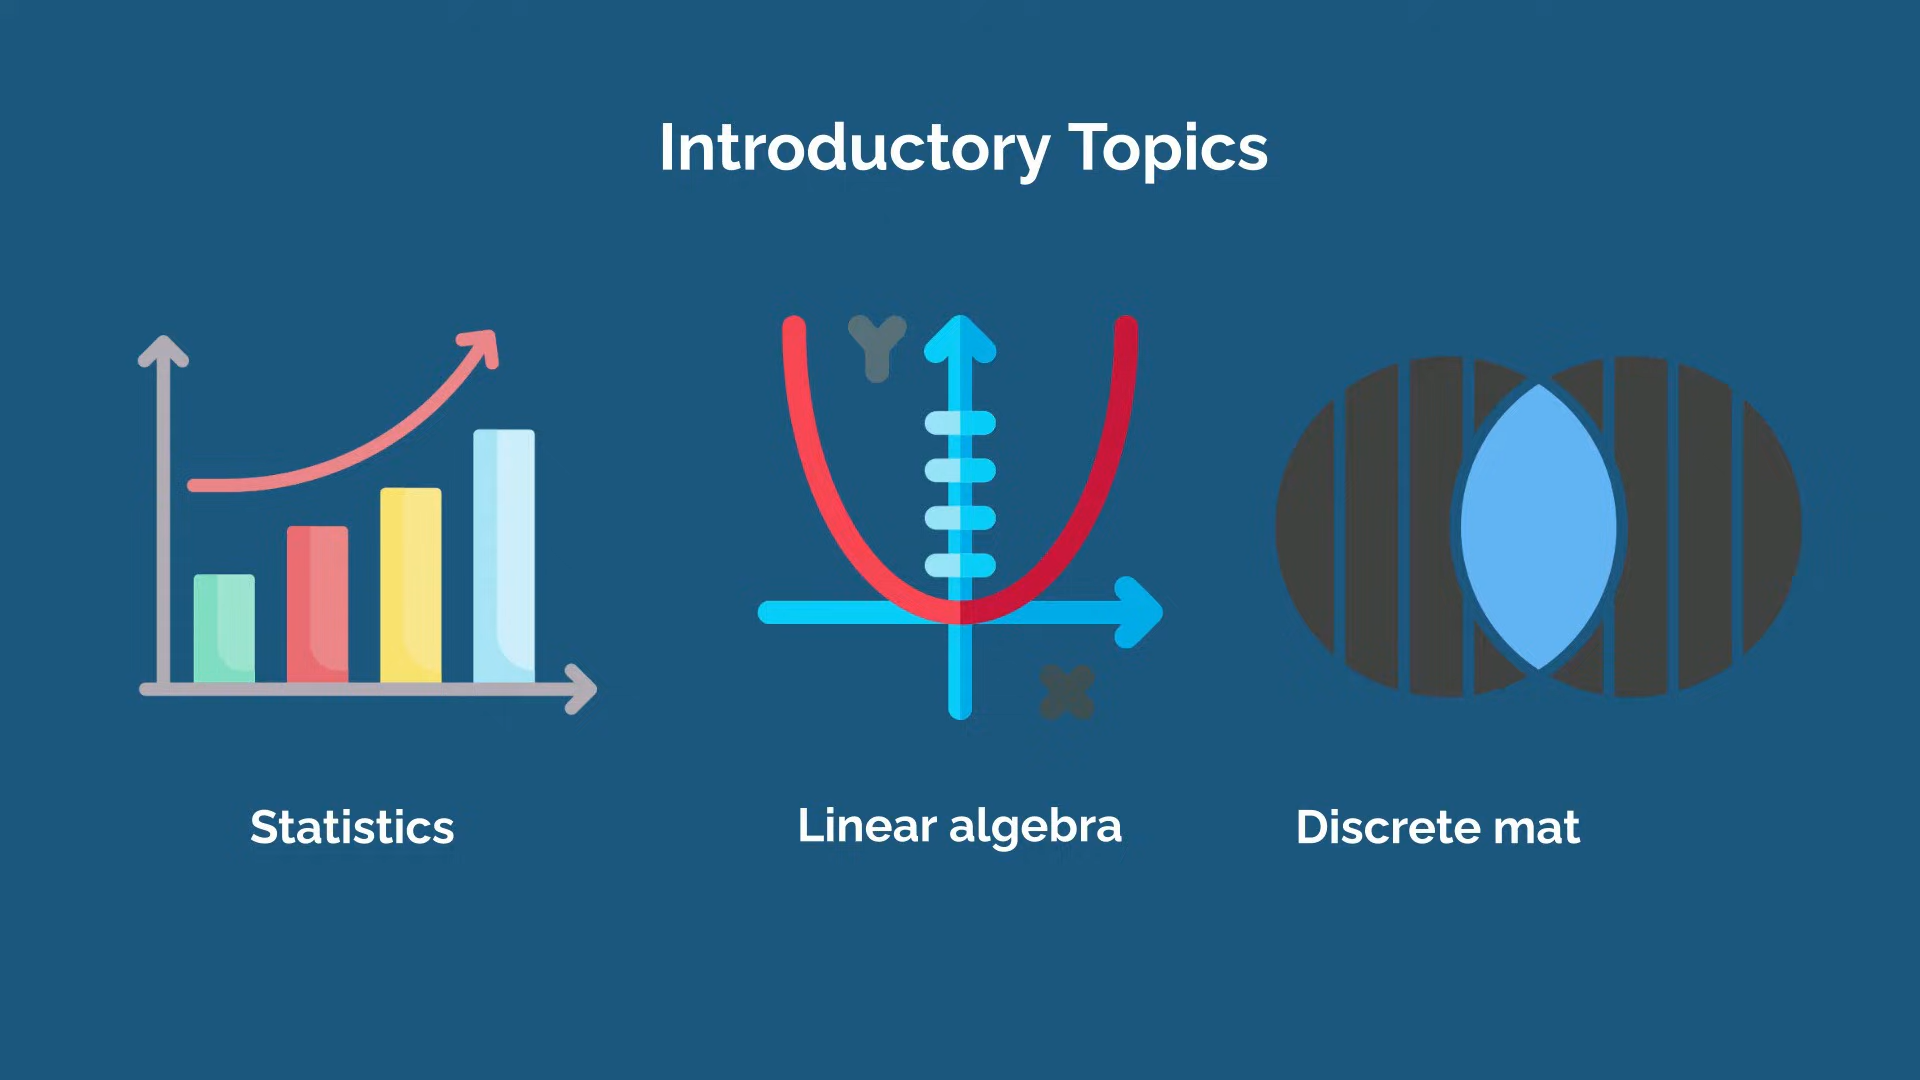 Introductory Topics
Y
X
Statistics
Linear algebra
Discrete mat